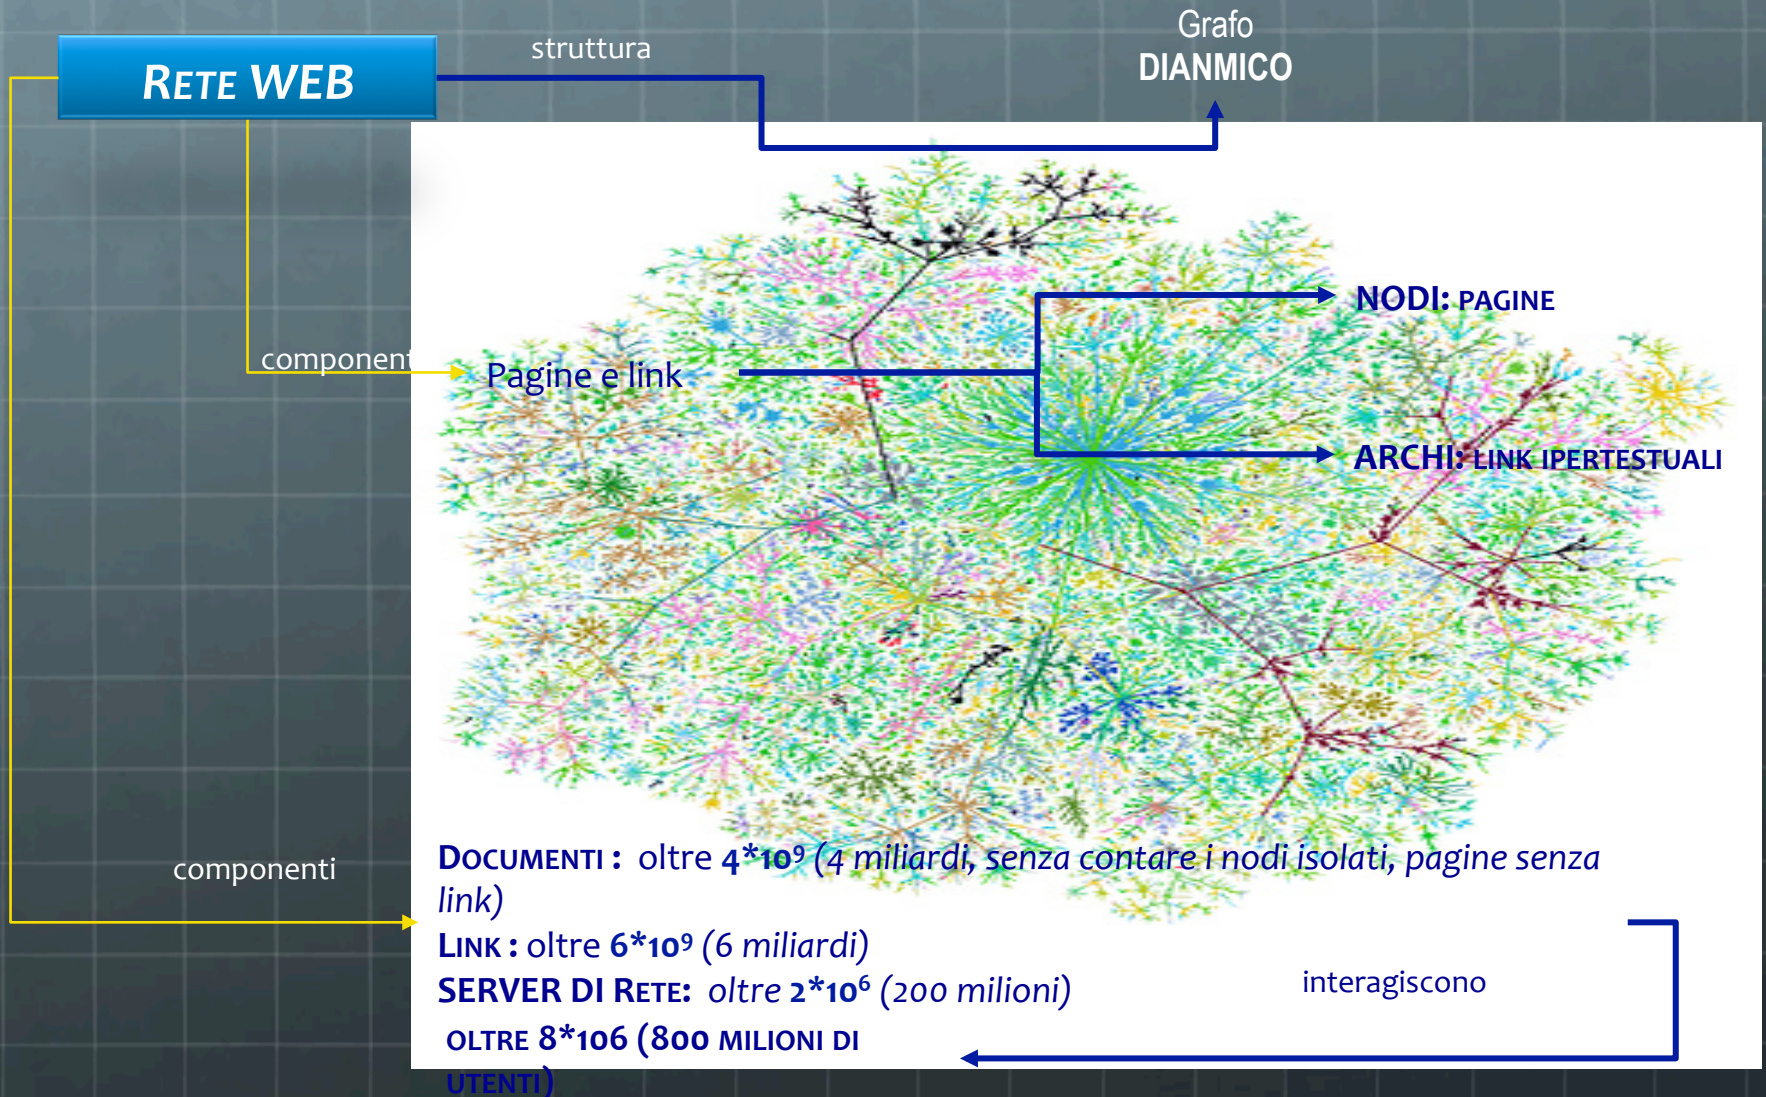 Grafo
DIANMICO
struttura
RETE WEB
NODI: PAGINE
component
Pagine e link
ARCHI: LINK IPERTESTUALI
componenti
DOCUMENTI : oltre 4*10⁹ (4 miliardi, senza contare i nodi isolati, pagine senza
link)
LINK : oltre 6*10⁹ (6 miliardi)
SERVER DI RETE: oltre 2*10⁶ (200 milioni)
interagiscono
OLTRE 8*106 (800 MILIONI DI
UTENTI)